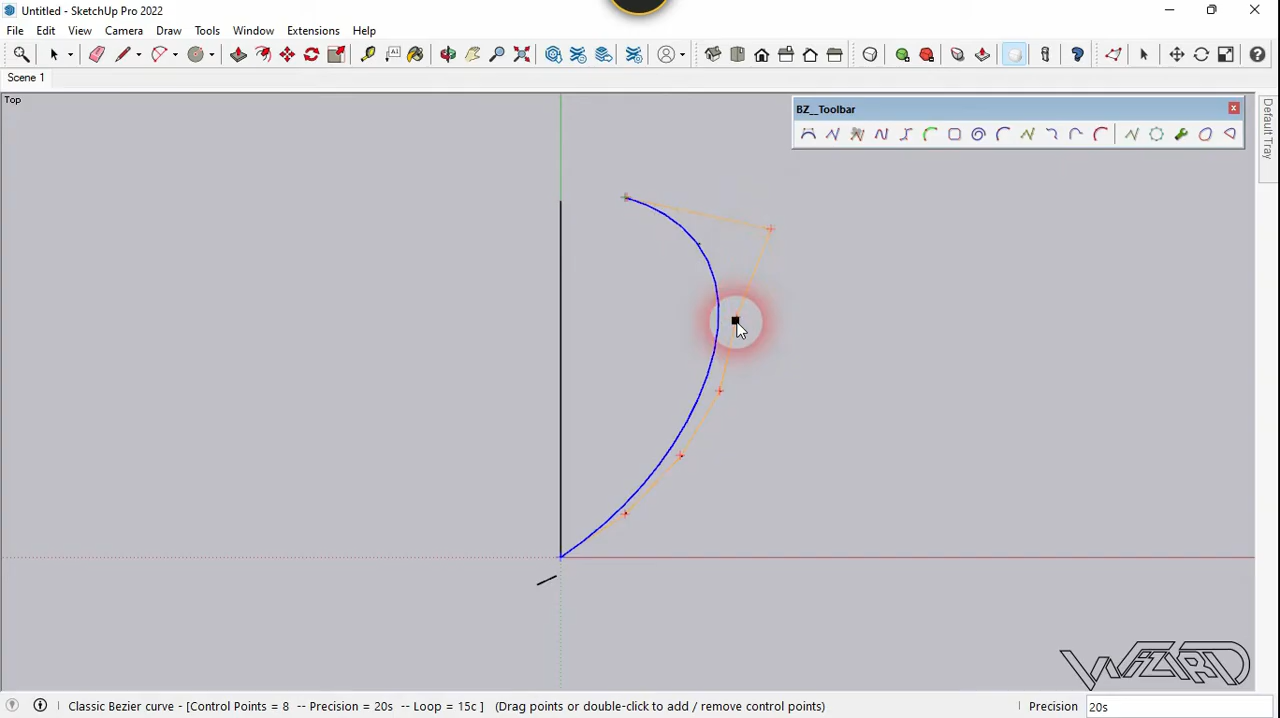 Untitled - SketchUp Pro 2022
File Edit View Camera Draw Tools Window Extensions Help
Scene 1
Top
BZ__Toolbar
Default Tray
WIZARD
Classic Bezier curve - [Control Points = 8 -- Precision = 20s -- Loop = 15c ] (Drag points or double-click to add / remove control points)
Precision 20s